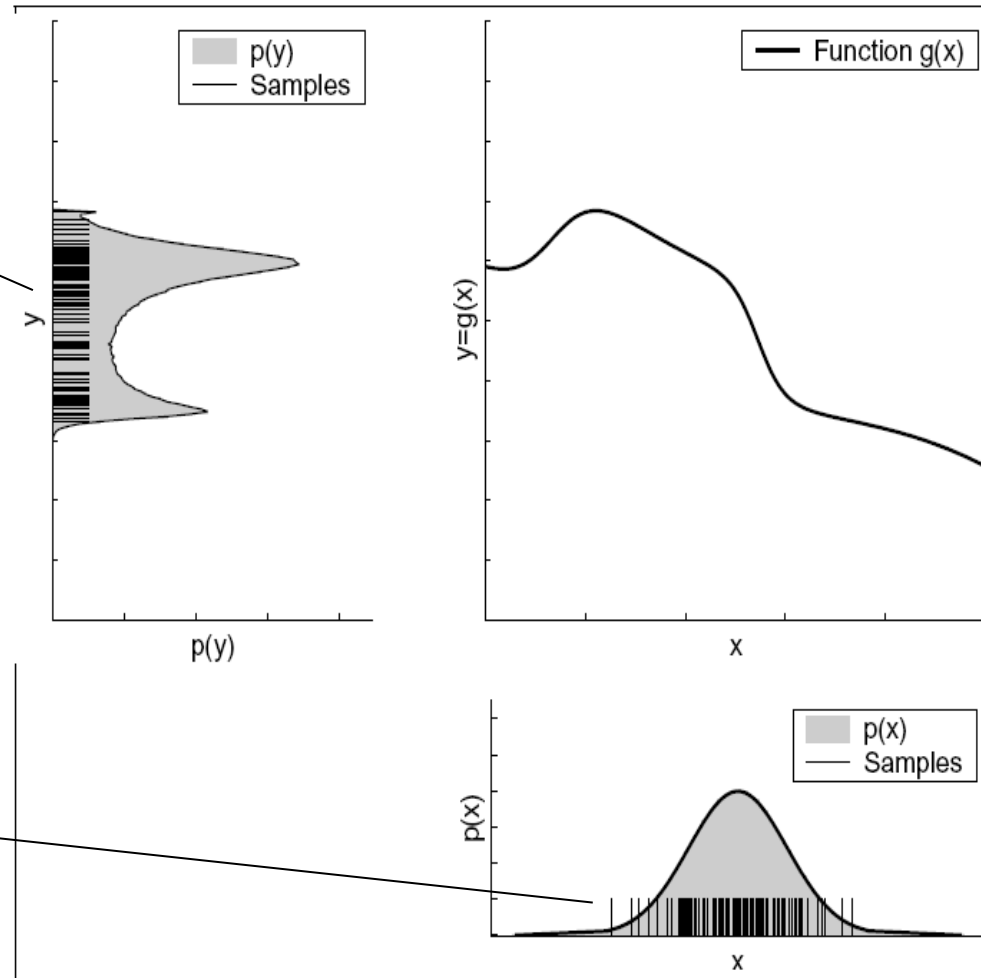 p(y)
Samples
Function g(x)
y
y=g(x)
p(y)
x
p(x)
Samples
p(x)
x